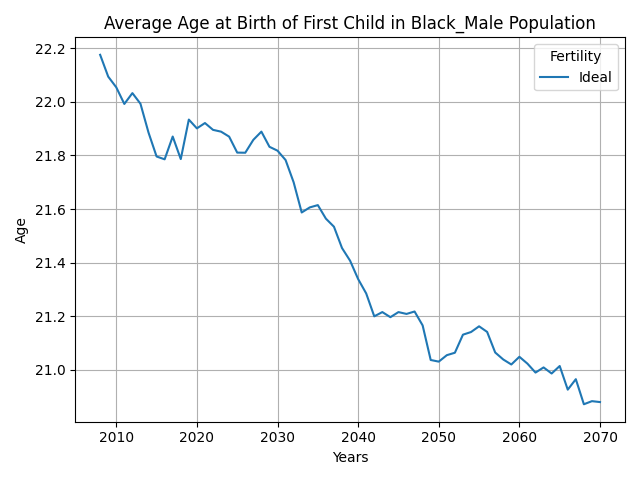 Average Age at Birth of First Child in Black_Male Population
Fertility
Ideal
22.2
22.0
21.8
21.6
21.4
21.2
21.0
Age
2010 2020 2030 2040 2050 2060 2070
Years